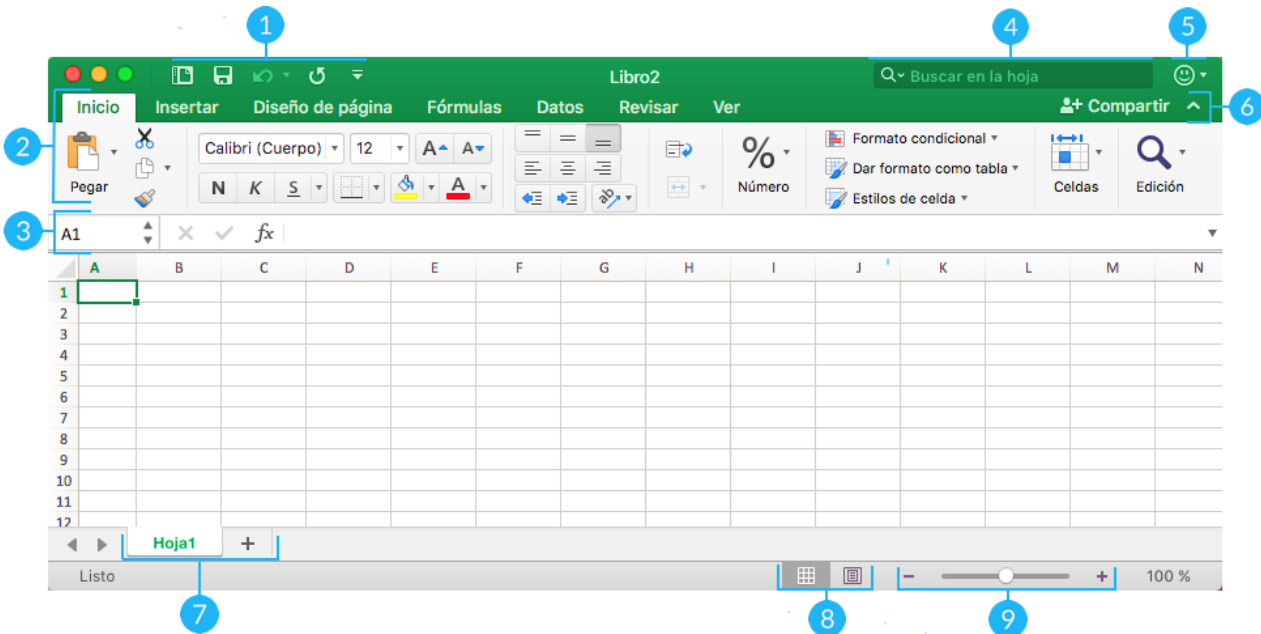 1
4
5
Libro2
Buscar en la hoja
Inicio Insertar Diseño de página Fórmulas Datos Revisar Ver Compartir
6
2
Calibri (Cuerpo) 12 A A
Pegar
N K S A
% Número
Formato condicional
Dar formato como tabla
Estilos de celda
Celdas
Edición
3
A1 fx
A B C D E F G H I J K L M N
1
2
3
4
5
6
7
8
9
10
11
12
Hoja1 +
Listo
100 %
7
8
9